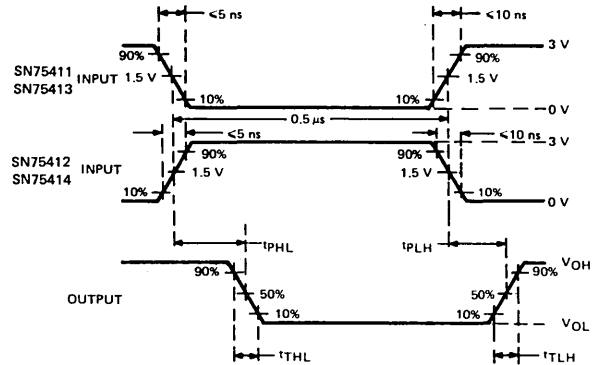 ≤5 ns
≤10 ns
90%
3 V
SN75411
SN75413
INPUT
1.5 V
1.5 V
10%
10%
0 V
0.5 μs
≤5 ns
≤10 ns
3 V
SN75412
SN75414
INPUT
90%
90%
1.5 V
1.5 V
10%
10%
0 V
tPHL
tPLH
VOH
90%
90%
OUTPUT
50%
50%
10%
10%
VOL
tTHL
tTLH